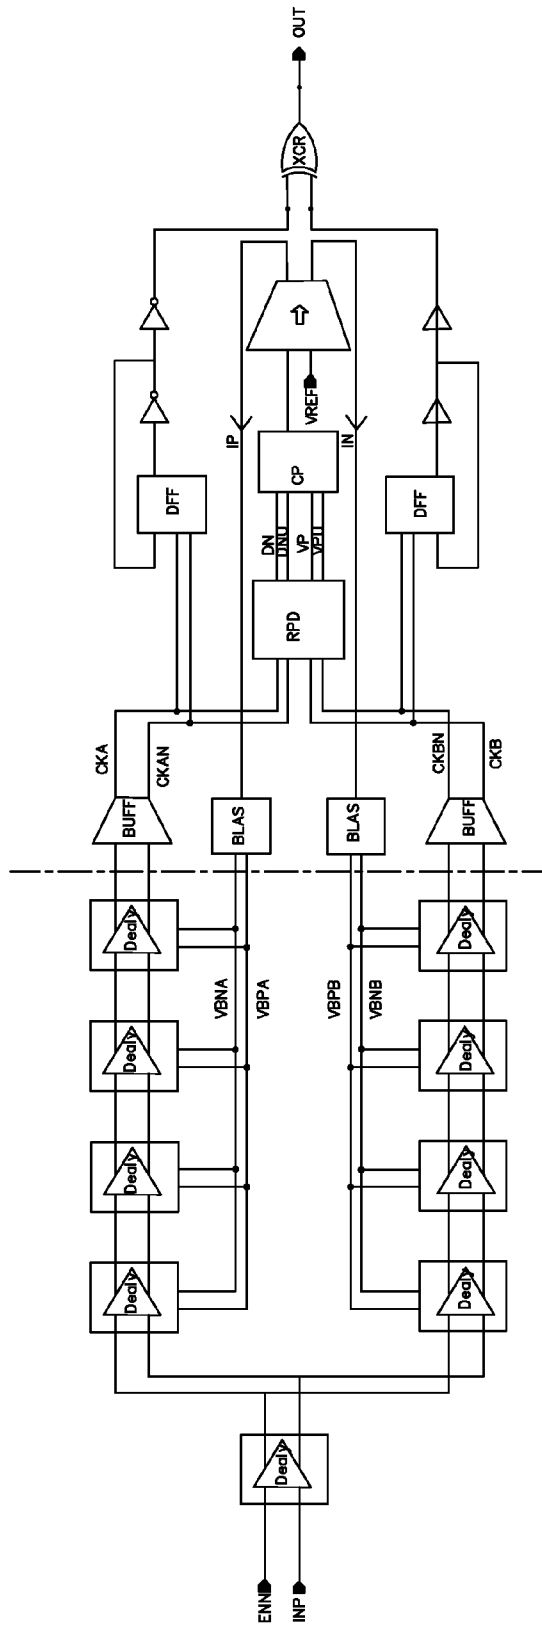 ENN
INP
Dealy
Dealy
Dealy
Dealy
Dealy
VBNA
VBPA
VBPB
VBNB
Dealy
Dealy
Dealy
Dealy
BUFF
BLAS
BLAS
BUFF
CKA
CKAN
CKBN
CKB
RPD
DN
DNU
VP
VPU
DFF
CP
DFF
IP
VREF
IN
XCR
OUT